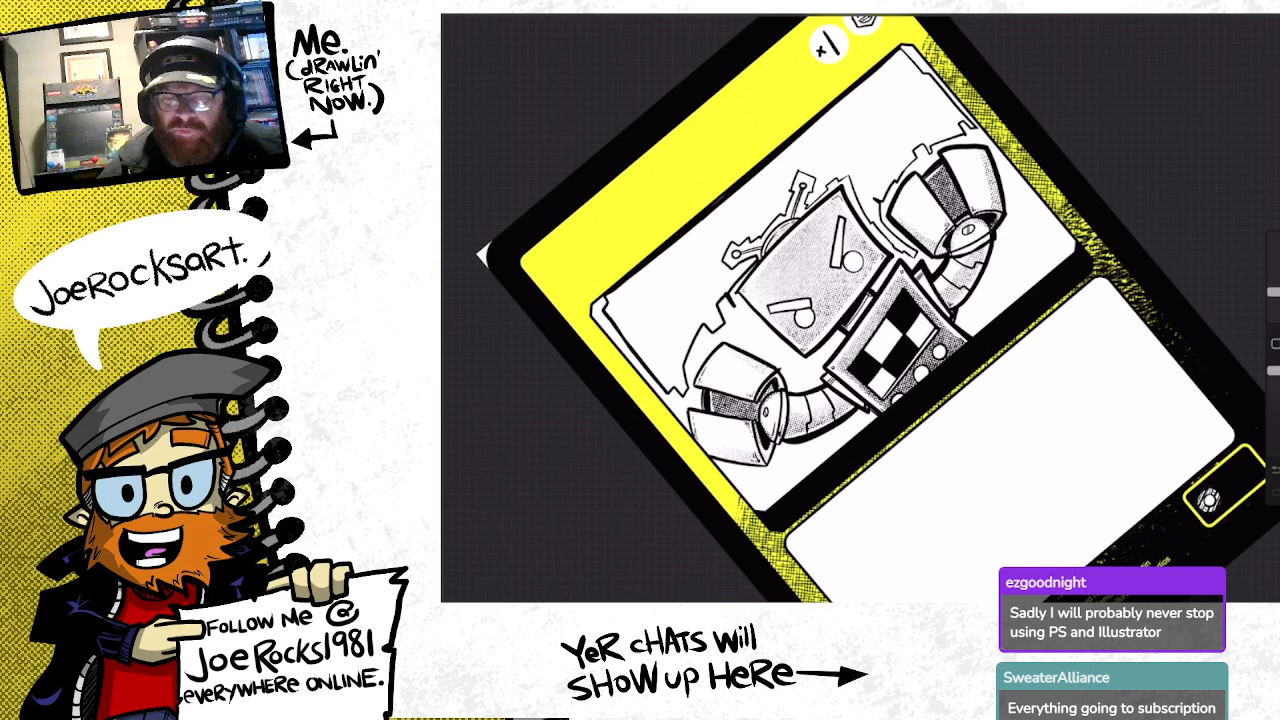 Me.
(drawlin'
right
now.)
JoeRocksart.
+1
Follow me @
JoeRocks1981
everywhere online.
Yer chats will
show up here
ezgoodnight
Sadly I will probably never stop
using PS and Illustrator
SweaterAlliance
Everything going to subscription